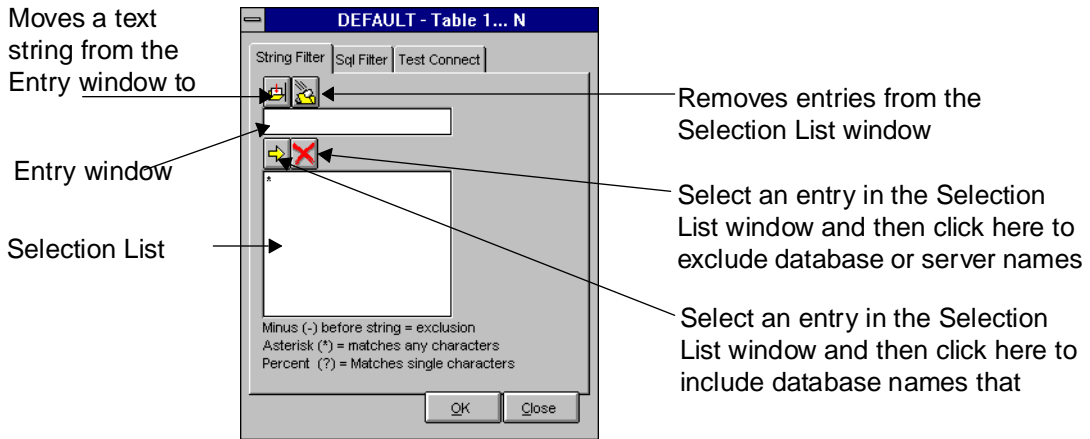 Moves a text
string from the
Entry window to
Entry window
Selection List
DEFAULT - Table 1... N
String Filter
Sql Filter
Test Connect
*
Minus (-) before string = exclusion
Asterisk (*) = matches any characters
Percent (?) = Matches single characters
OK
Close
Removes entries from the
Selection List window
Select an entry in the Selection
List window and then click here to
exclude database or server names
Select an entry in the Selection
List window and then click here to
include database names that